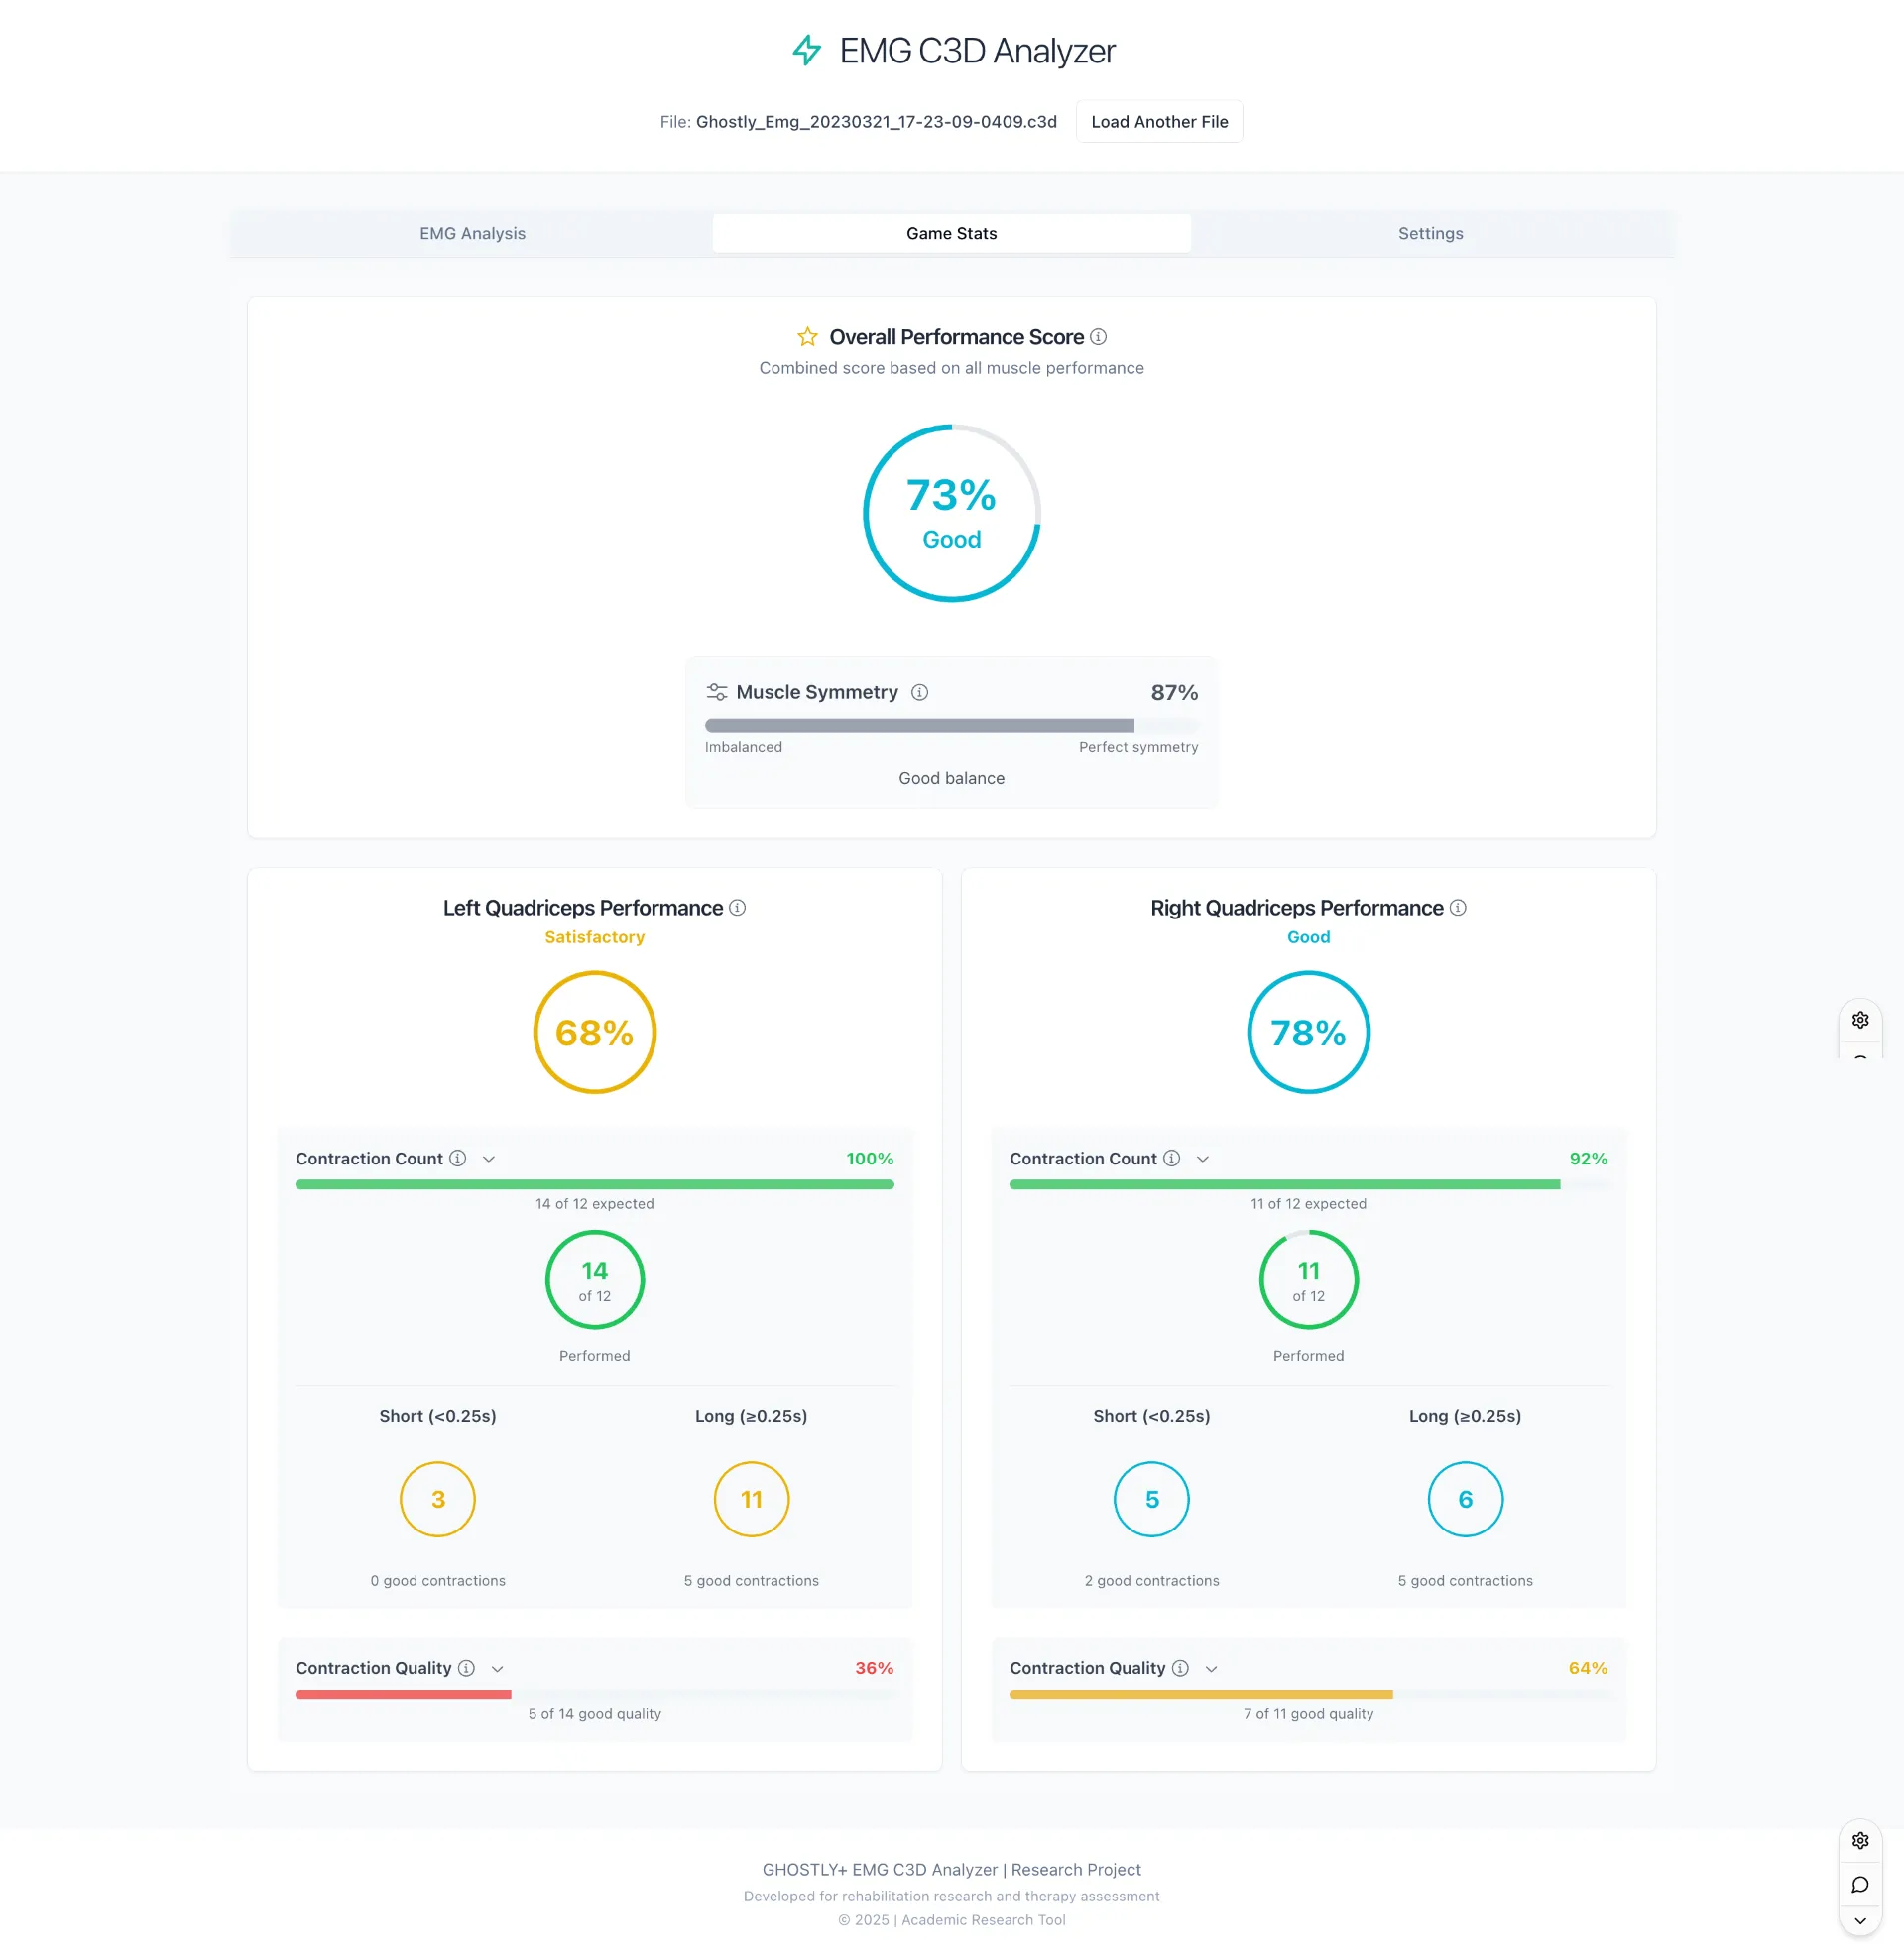 EMG C3D Analyzer
File: Ghostly_Emg_20230321_17-23-09-0409.c3d Load Another File
EMG Analysis Game Stats Settings
Overall Performance Score
Combined score based on all muscle performance
73%
Good
Muscle Symmetry 87%
Imbalanced Perfect symmetry
Good balance
Left Quadriceps Performance
Satisfactory
68%
Contraction Count 100%
14 of 12 expected
14
of 12
Performed
Short (<0.25s) Long (≥0.25s)
3 11
0 good contractions 5 good contractions
Contraction Quality 36%
5 of 14 good quality
Right Quadriceps Performance
Good
78%
Contraction Count 92%
11 of 12 expected
11
of 12
Performed
Short (<0.25s) Long (≥0.25s)
5 6
2 good contractions 5 good contractions
Contraction Quality 64%
7 of 11 good quality
GHOSTLY+ EMG C3D Analyzer | Research Project
Developed for rehabilitation research and therapy assessment
© 2025 | Academic Research Tool